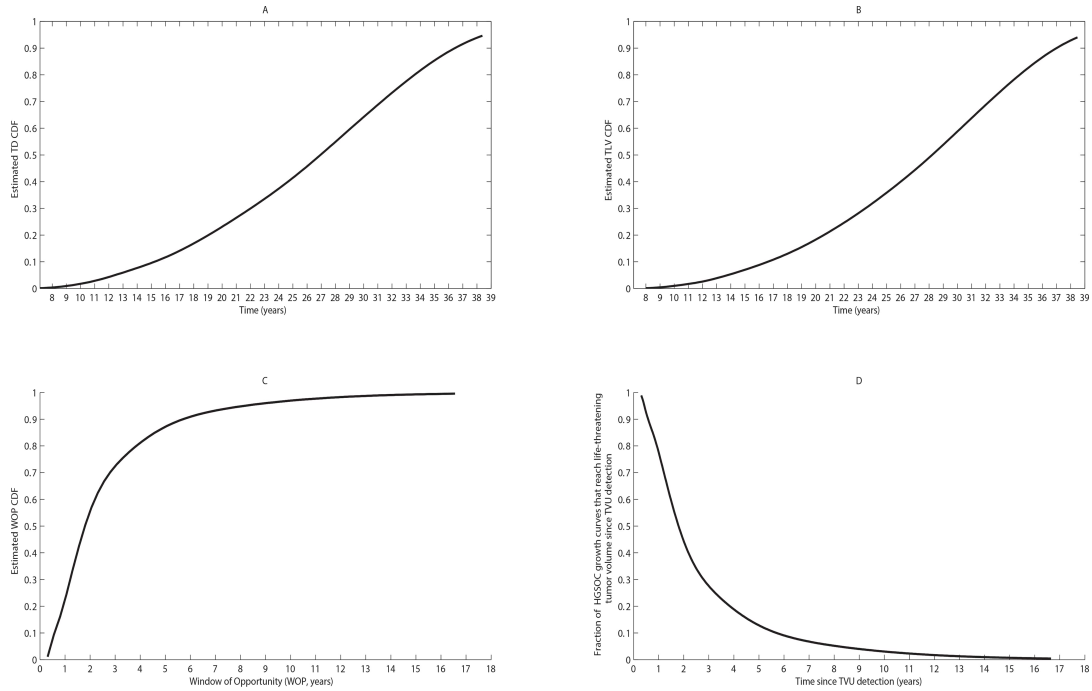 A
1
0.9
0.8
0.7
0.6
0.5
0.4
0.3
0.2
0.1
0
Estimated TD CDF
8 9 10 11 12 13 14 15 16 17 18 19 20 21 22 23 24 25 26 27 28 29 30 31 32 33 34 35 36 37 38 39
Time (years)
B
1
0.9
0.8
0.7
0.6
0.5
0.4
0.3
0.2
0.1
0
Estimated TLV CDF
8 9 10 11 12 13 14 15 16 17 18 19 20 21 22 23 24 25 26 27 28 29 30 31 32 33 34 35 36 37 38 39
Time (years)
C
1
0.9
0.8
0.7
0.6
0.5
0.4
0.3
0.2
0.1
0
Estimated WOP CDF
0 1 2 3 4 5 6 7 8 9 10 11 12 13 14 15 16 17 18
Window of Opportunity (WOP, years)
D
1
0.9
0.8
0.7
0.6
0.5
0.4
0.3
0.2
0.1
0
Fraction of HGSOC growth curves that reach life-threatening
tumor volume since TVU detection
0 1 2 3 4 5 6 7 8 9 10 11 12 13 14 15 16 17 18
Time since TVU detection (years)